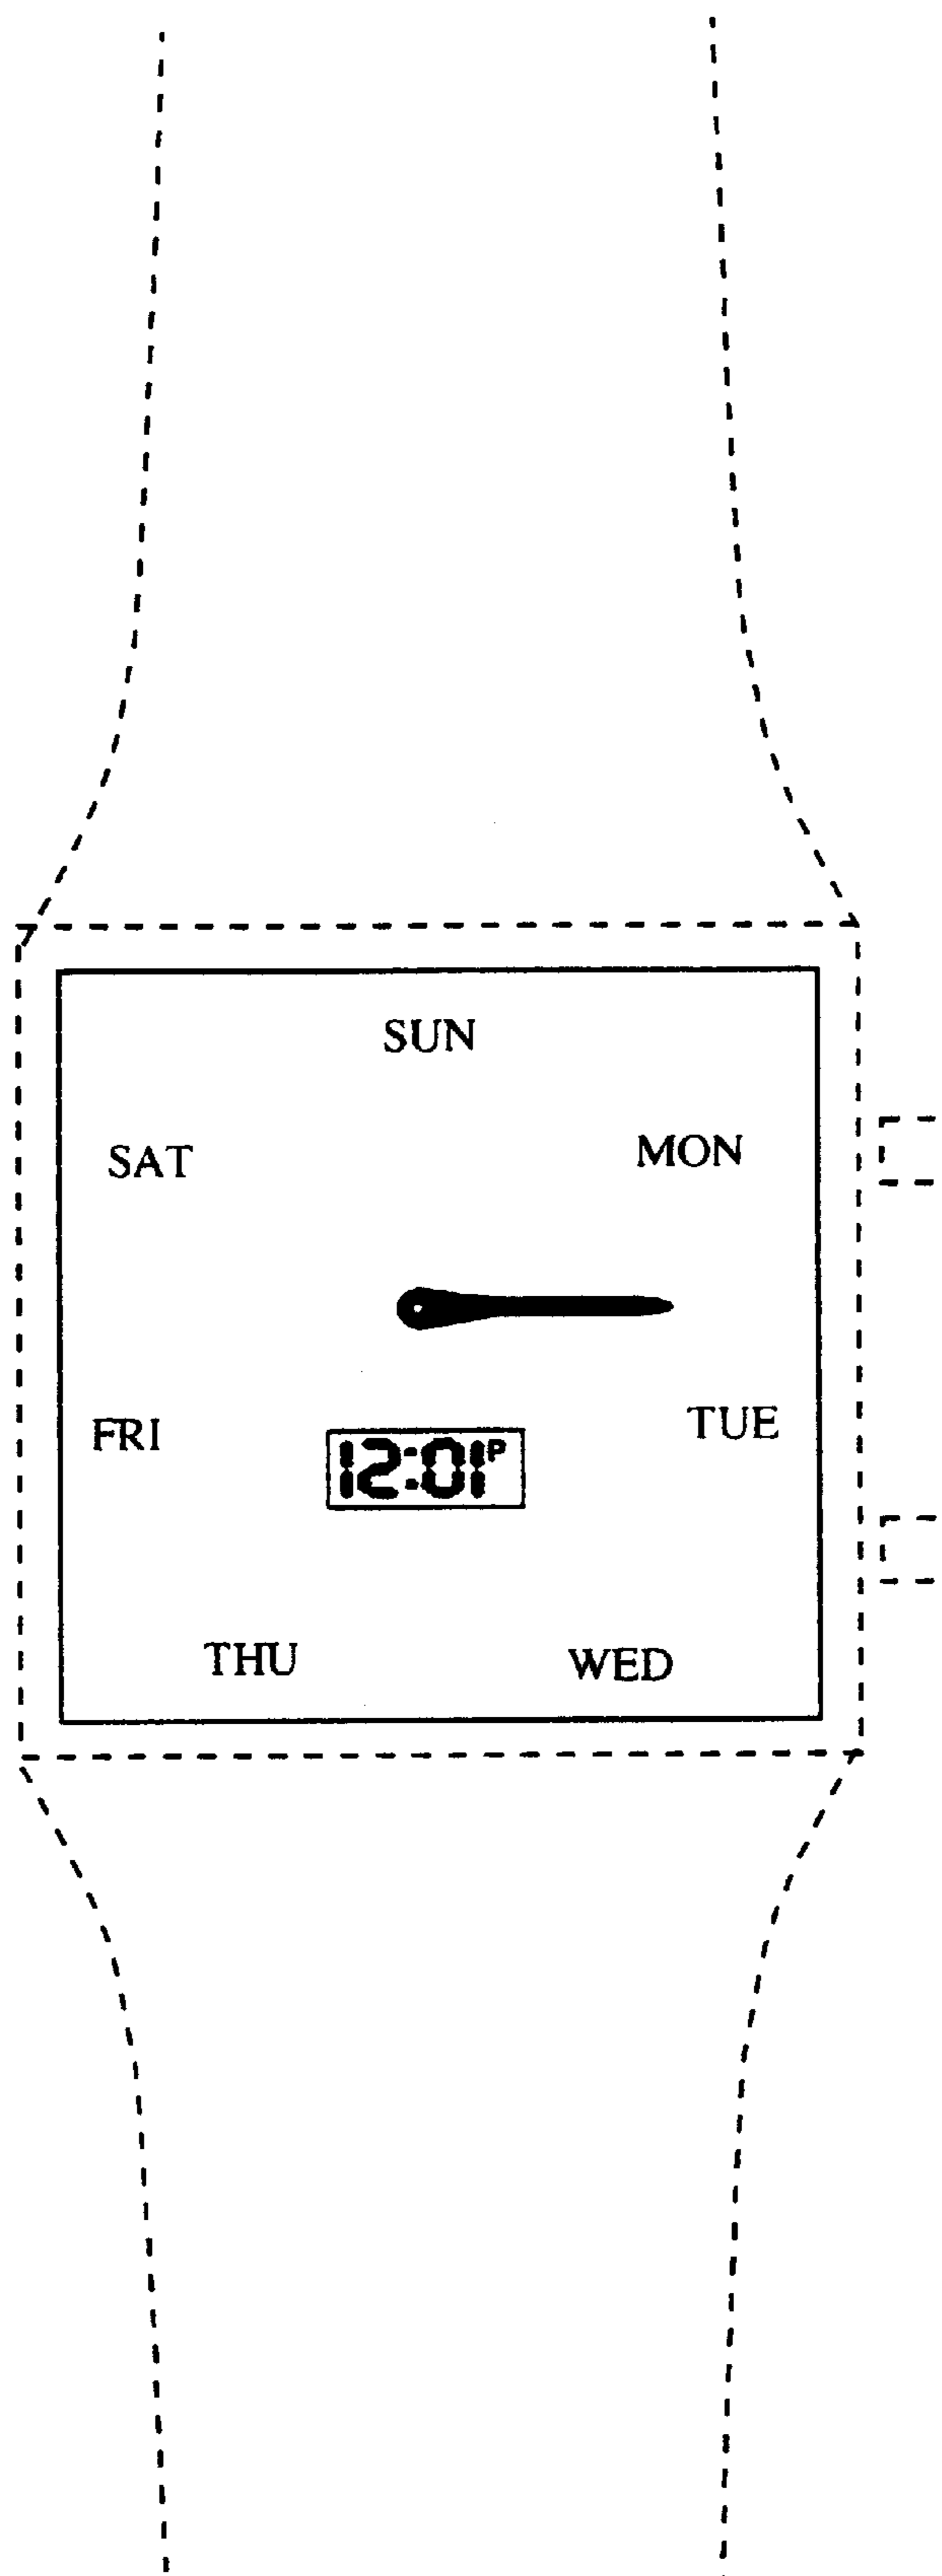 SUN
SAT
MON
FRI
TUE
12:01P
THU
WED